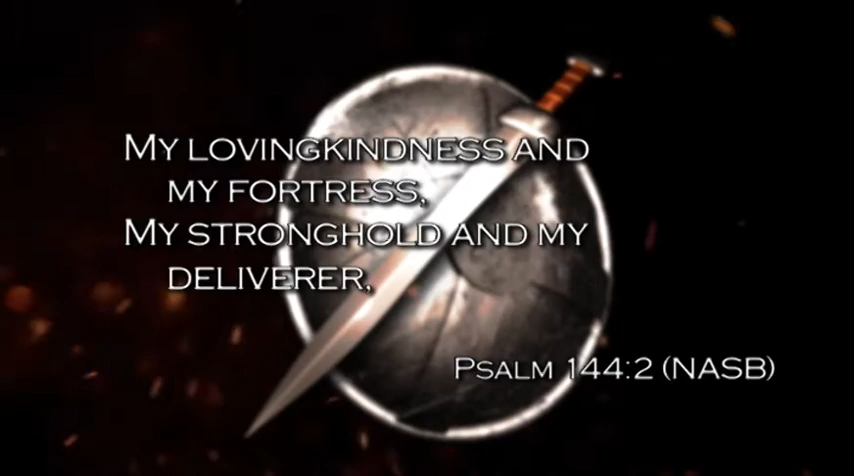 My lovingkindness and
my fortress,
My stronghold and my
deliverer,
Psalm 144:2 (NASB)